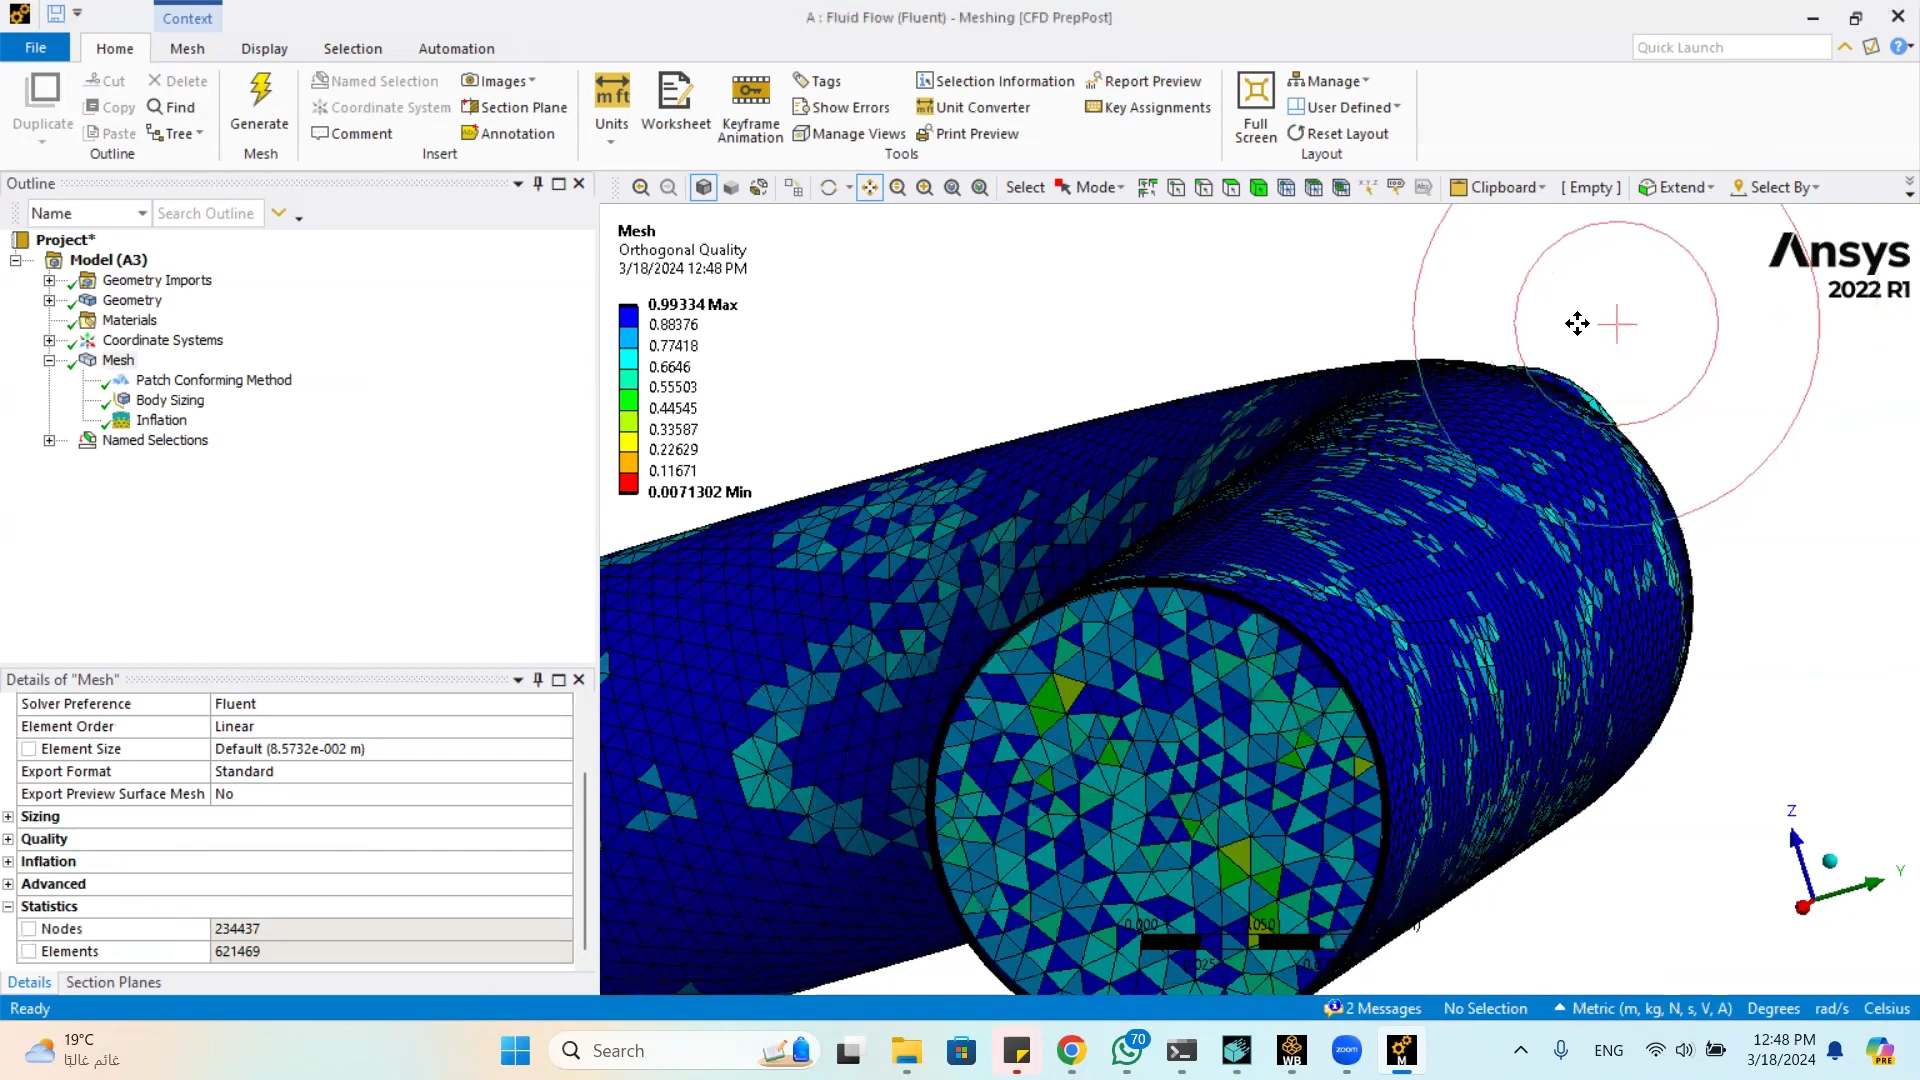 Context
A : Fluid Flow (Fluent) - Meshing [CFD PrepPost]
File
Home
Mesh
Display
Selection
Automation
Quick Launch
Duplicate
Cut
Copy
Paste
Delete
Find
Tree
Outline
Generate
Mesh
Named Selection
Coordinate System
Comment
Images
Section Plane
Annotation
Insert
Units
Worksheet
Keyframe
Animation
Tags
Show Errors
Manage Views
Selection Information
Unit Converter
Print Preview
Report Preview
Key Assignments
Tools
Full
Screen
Manage
User Defined
Reset Layout
Layout
Outline
Name
Search Outline
Select
Mode
Clipboard
[ Empty ]
Extend
Select By
Project*
Model (A3)
Geometry Imports
Geometry
Materials
Coordinate Systems
Mesh
Patch Conforming Method
Body Sizing
Inflation
Named Selections
Mesh
Orthogonal Quality
3/18/2024 12:48 PM
0.99334 Max
0.88376
0.77418
0.6646
0.55503
0.44545
0.33587
0.22629
0.11671
0.0071302 Min
Ansys
2022 R1
Z
Y
0.000
0.050
0.025
Details of "Mesh"
Solver Preference Fluent
Element Order Linear
Element Size Default (8.5732e-002 m)
Export Format Standard
Export Preview Surface Mesh No
Sizing
Quality
Inflation
Advanced
Statistics
Nodes 234437
Elements 621469
Details
Section Planes
Ready
2 Messages
No Selection
Metric (m, kg, N, s, V, A)
Degrees
rad/s
Celsius
19°C
غائم غالبًا
Search
70
WB
zoom
M
ENG
12:48 PM
3/18/2024
PRE